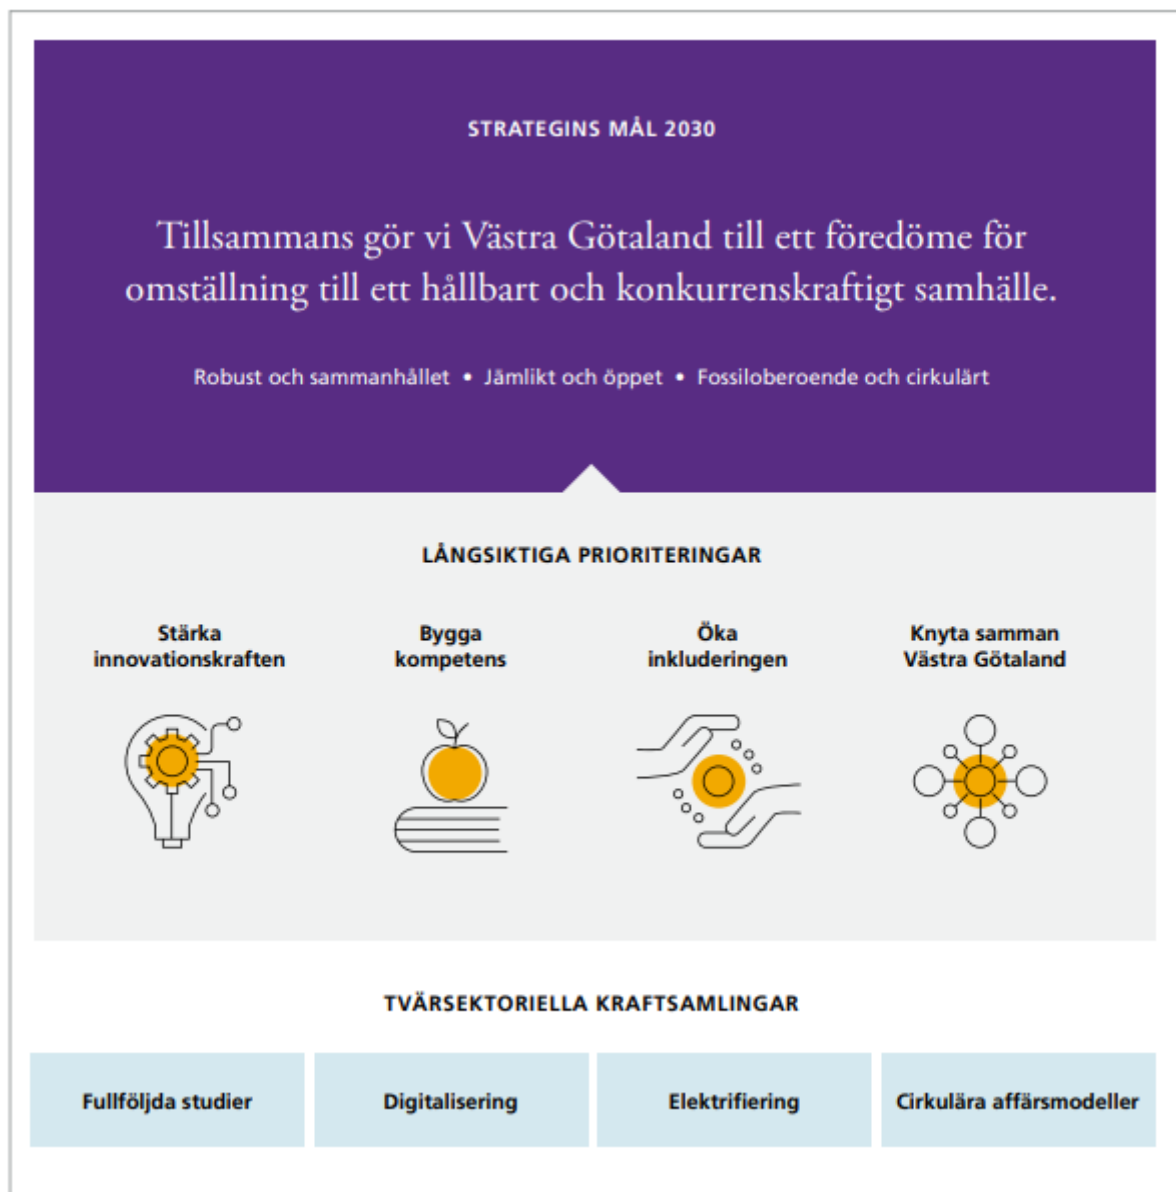 STRATEGINS MÅL 2030
Tillsammans gör vi Västra Götaland till ett föredöme för
omställning till ett hållbart och konkurrenskraftigt samhälle.
Robust och sammanhållet • Jämlikt och öppet • Fossiloberoende och cirkulärt
LÅNGSIKTIGA PRIORITERINGAR
Stärka
innovationskraften
Bygga
kompetens
Öka
inkluderingen
Knyta samman
Västra Götaland
TVÄRSEKTORIELLA KRAFTSAMLINGAR
Fullföljda studier
Digitalisering
Elektrifiering
Cirkulära affärsmodeller